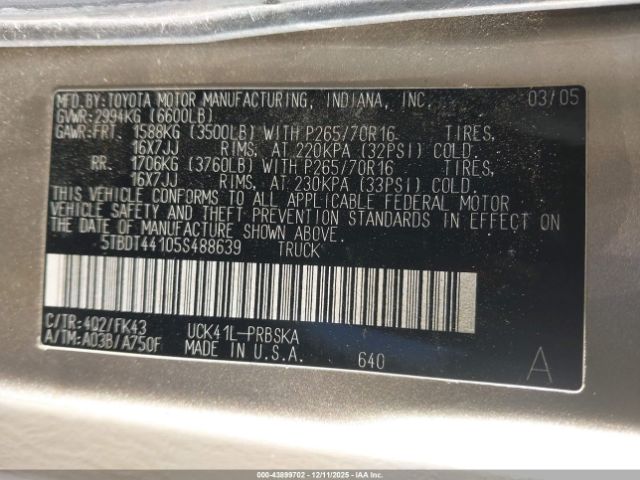 MFD.BY:TOYOTA MOTOR MANUFACTURING, INDIANA, INC. 03/05
GVWR:2994KG (6600LB)
GAWR:FRT. 1588KG (3500LB) WITH P265/70R16 TIRES,
16X7JJ RIMS, AT 220KPA (32PSI) COLD.
RR. 1706KG (3760LB) WITH P265/70R16 TIRES,
16X7JJ RIMS, AT 230KPA (33PSI) COLD.
THIS VEHICLE CONFORMS TO ALL APPLICABLE FEDERAL MOTOR
VEHICLE SAFETY AND THEFT PREVENTION STANDARDS IN EFFECT ON
THE DATE OF MANUFACTURE SHOWN ABOVE.
5TBDT44105S488639 TRUCK
C/TR:4Q2/FK43 UCK41L-PRBSKA
A/TM:A03B/A750F MADE IN U.S.A. 640 A
000-43899702 - 12/11/2025 - Copart, Inc.